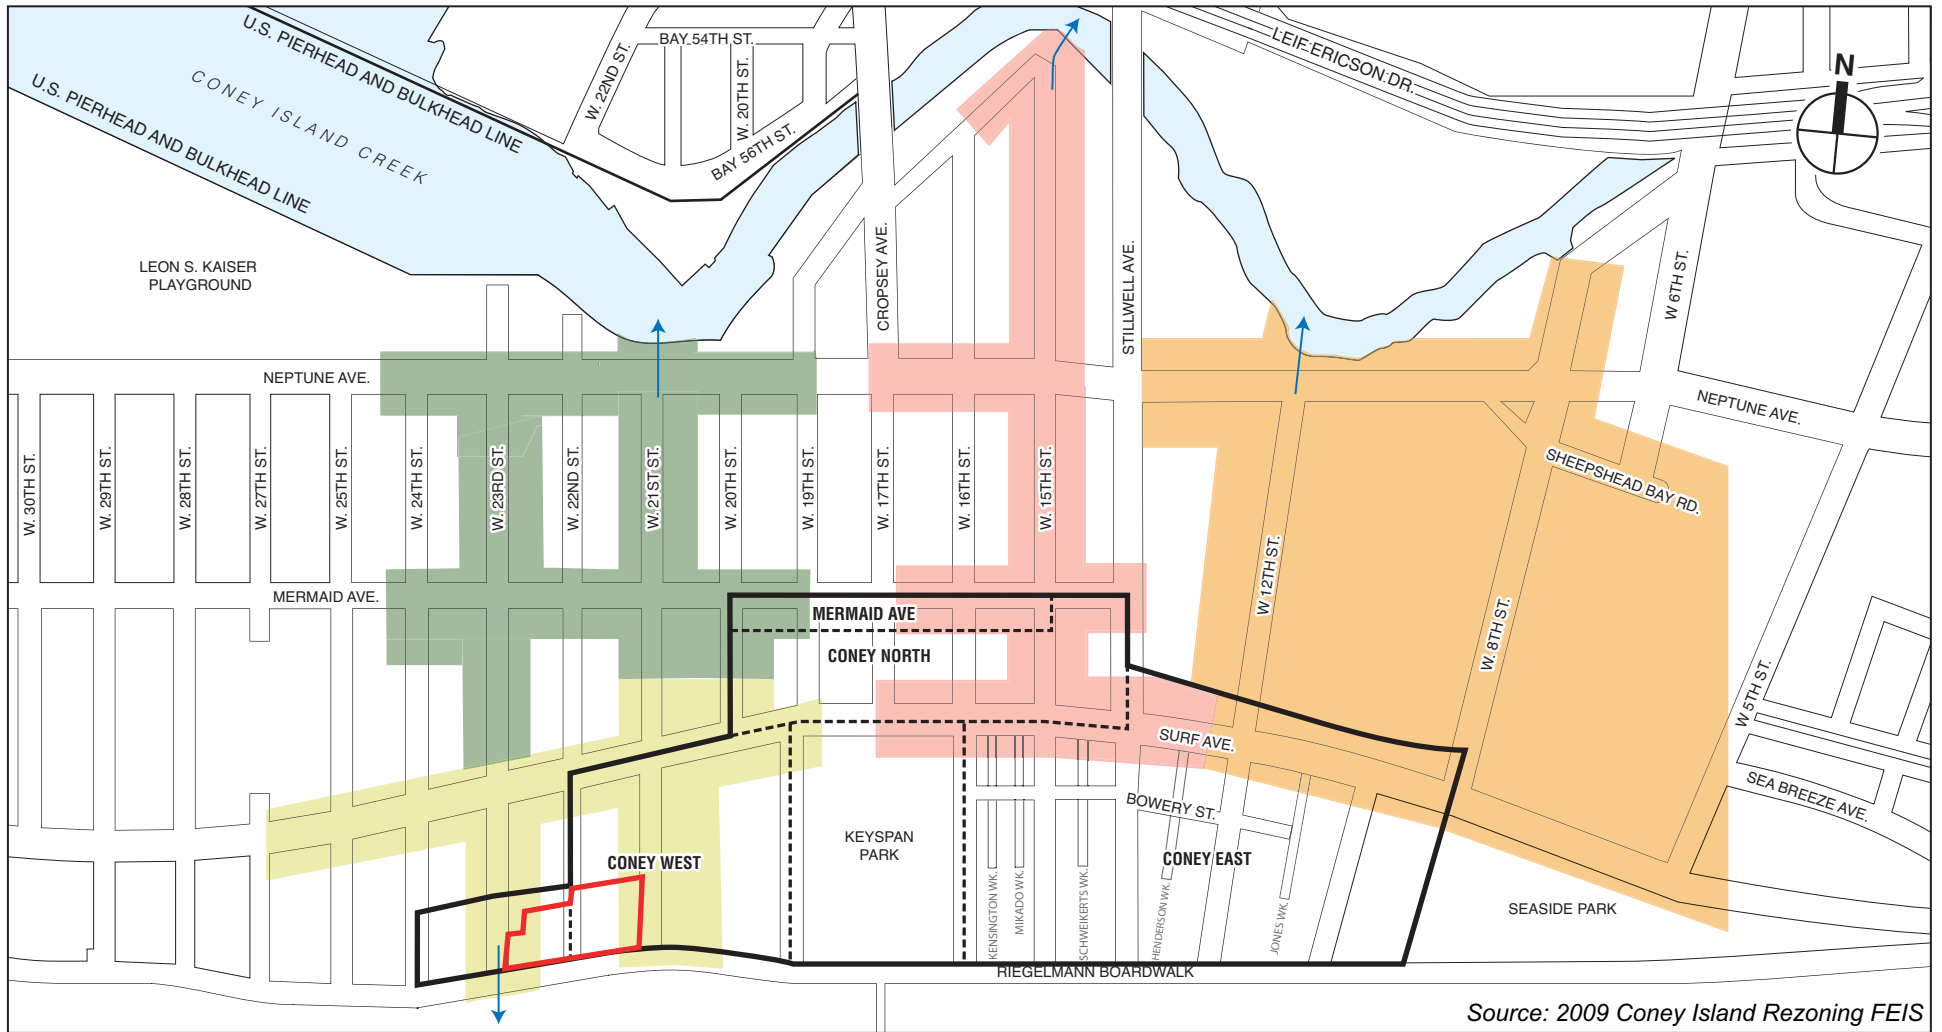 U.S. PIERHEAD AND BULKHEAD LINE
U.S. PIERHEAD AND BULKHEAD LINE
CONEY ISLAND CREEK
BAY 54TH ST.
W. 22ND ST.
W. 20TH ST.
BAY 56TH ST.
LEIF ERICSON DR.
N
LEON S. KAISER
PLAYGROUND
CROPSEY AVE.
STILLWELL AVE.
W 6TH ST.
NEPTUNE AVE.
NEPTUNE AVE.
W. 30TH ST.
W. 29TH ST.
W. 28TH ST.
W. 27TH ST.
W. 25TH ST.
W. 24TH ST.
W. 23RD ST.
W. 22ND ST.
W. 21ST ST.
W. 20TH ST.
W. 19TH ST.
W. 17TH ST.
W. 16TH ST.
W. 15TH ST.
SHEEPSHEAD BAY RD.
W 12TH ST.
W. 8TH ST.
W 5TH ST.
MERMAID AVE.
MERMAID AVE
CONEY NORTH
SURF AVE.
SEA BREEZE AVE.
BOWERY ST.
KEYSPAN
PARK
CONEY WEST
CONEY EAST
KENSINGTON WK.
MIKADO WK.
SCHWEIKERTS WK.
HENDERSON WK.
JONES WK.
SEASIDE PARK
RIEGELMANN BOARDWALK
Source: 2009 Coney Island Rezoning FEIS